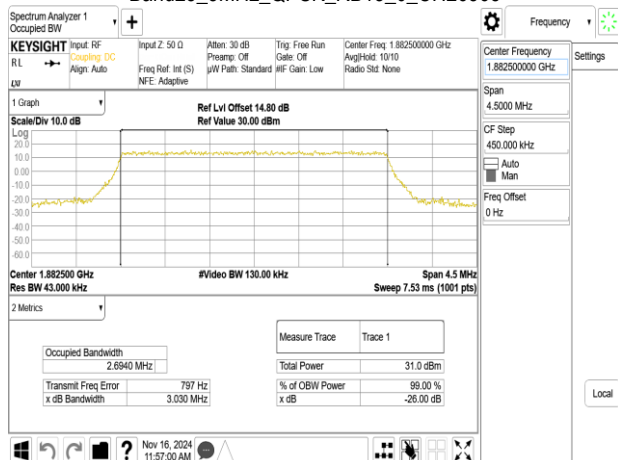 Spectrum Analyzer 1
Occupied BW
Frequency
KEYSIGHT
Input: RF
Coupling: DC
Align: Auto
Input Z: 50 Ω
Freq Ref: Int (S)
NFE: Adaptive
Atten: 30 dB
Preamp: Off
µW Path: Standard
Trig: Free Run
Gate: Off
#IF Gain: Low
Center Freq: 1.882500000 GHz
Avg|Hold: 10/10
Radio Std: None
RL
LXI
Center Frequency
1.882500000 GHz
Settings
Span
4.5000 MHz
CF Step
450.000 kHz
Auto
Man
Freq Offset
0 Hz
Local
1 Graph
Scale/Div 10.0 dB
Ref Lvl Offset 14.80 dB
Ref Value 30.00 dBm
Log
20.0
10.0
0.00
-10.0
-20.0
-30.0
-40.0
-50.0
-60.0
Center 1.882500 GHz
Res BW 43.000 kHz
#Video BW 130.00 kHz
Span 4.5 MHz
Sweep 7.53 ms (1001 pts)
2 Metrics
Measure Trace Trace 1
Occupied Bandwidth
2.6940 MHz
Total Power 31.0 dBm
Transmit Freq Error 797 Hz
% of OBW Power 99.00 %
x dB Bandwidth 3.030 MHz
x dB -26.00 dB
Nov 16, 2024
11:57:00 AM